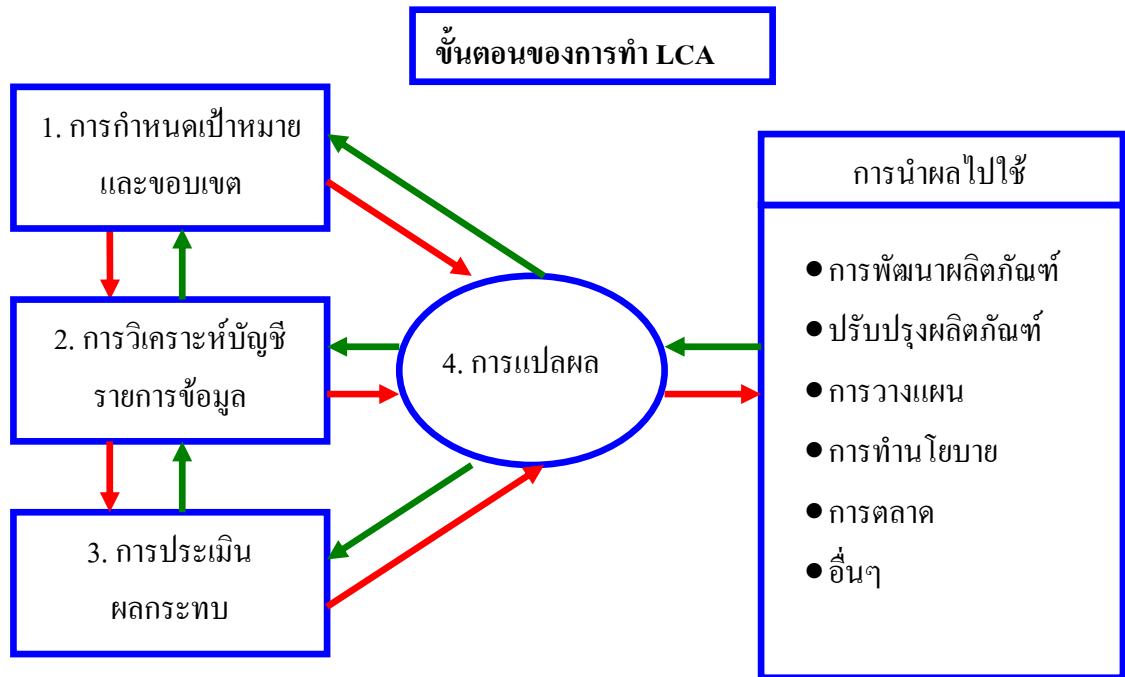 ขั้นตอนของการทำ LCA
1. การกำหนดเป้าหมาย
และขอบเขต
2. การวิเคราะห์บัญชี
รายการข้อมูล
3. การประเมิน
ผลกระทบ
4. การแปลผล
การนำผลไปใช้
● การพัฒนาผลิตภัณฑ์
● ปรับปรุงผลิตภัณฑ์
● การวางแผน
● การทำนโยบาย
● การตลาด
● อื่นๆ